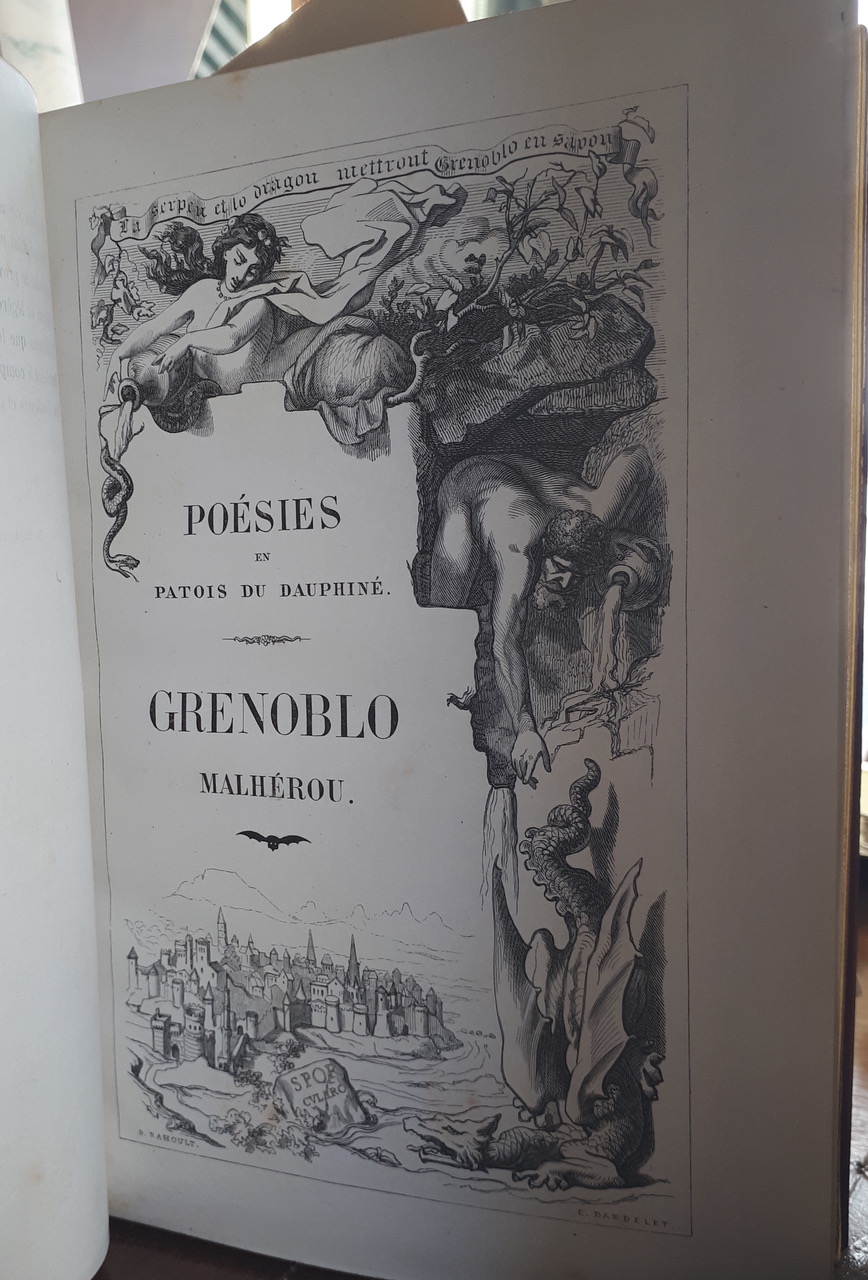 La serpen et lo dragon mettront Grenoblo en savon
POÉSIES
EN
PATOIS DU DAUPHINÉ.
GRENOBLO
MALHÉROU.
SPQR
CULARO
D. RAHOULT.
E. DARDELET